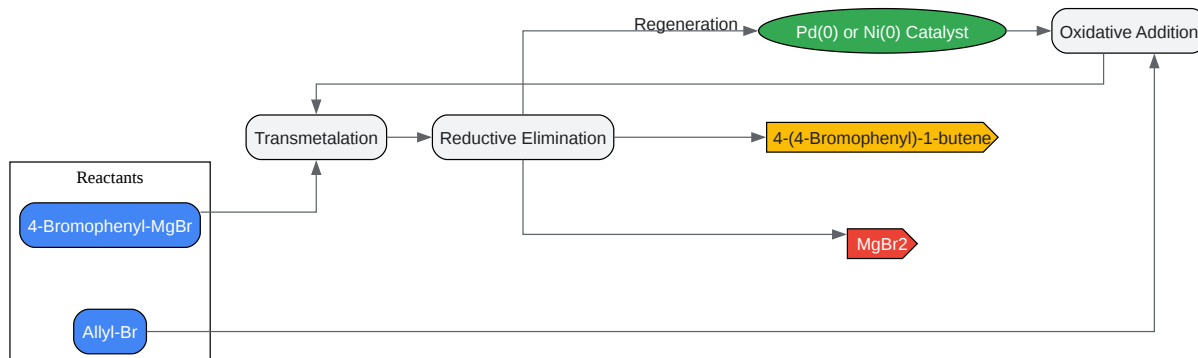 Regeneration
Pd(0) or Ni(0) Catalyst
Oxidative Addition
Transmetalation
Reductive Elimination
4-(4-Bromophenyl)-1-butene
Reactants
4-Bromophenyl-MgBr
MgBr2
Allyl-Br